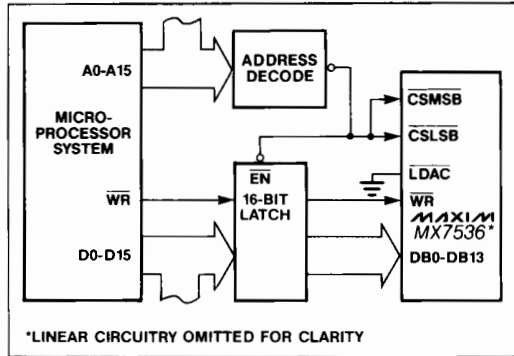 A0-A15
MICRO-
PROCESSOR
SYSTEM
WR
D0-D15
ADDRESS
DECODE
EN
16-BIT
LATCH
CSMSB
CSLSB
LDAC
WR
MAXIM
MX7536*
DB0-DB13
*LINEAR CIRCUITRY OMITTED FOR CLARITY